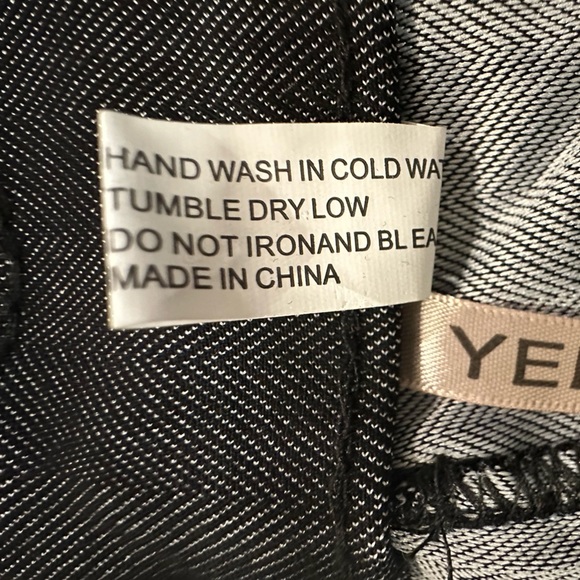 HAND WASH IN COLD WAT
TUMBLE DRY LOW
DO NOT IRONAND BL EA
MADE IN CHINA
YE